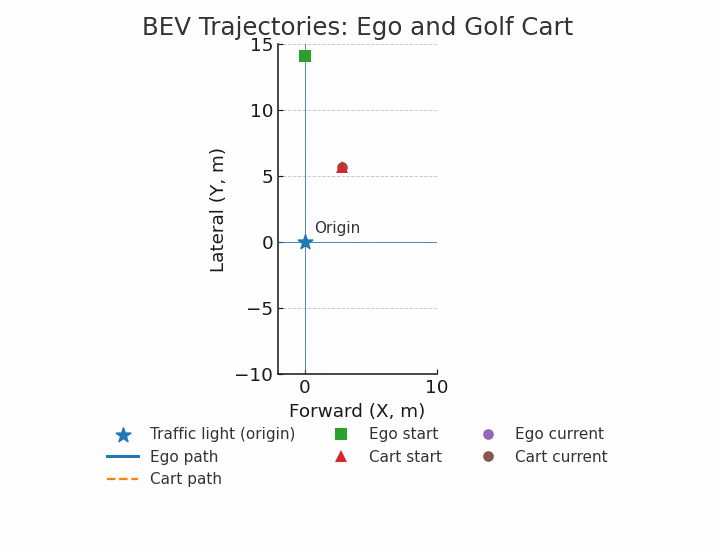 BEV Trajectories: Ego and Golf Cart
15
10
5
0
−5
−10
Lateral (Y, m)
Origin
0 10
Forward (X, m)
Traffic light (origin) Ego start Ego current
Ego path Cart start Cart current
Cart path